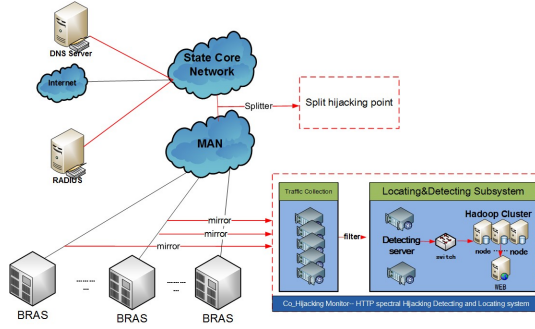 DNS Server
State Core
Network
Internet
Splitter
Split hijacking point
MAN
RADIUS
Traffic Collection
Locating&Detecting Subsystem
mirror
mirror
mirror
filter
Detecting
server
switch
Hadoop Cluster
node
node
WEB
BRAS
BRAS
BRAS
Co_Hijacking Monitor-- HTTP spectral Hijacking Detecting and Locating system